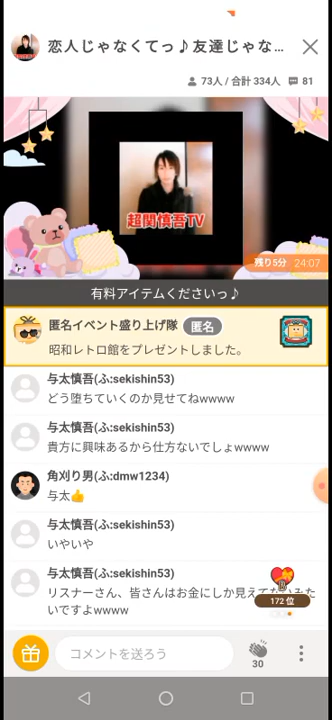 恋人じゃなくてっ♪友達じゃな...
73人 / 合計 334人 81
超関慎吾TV
残り5分 24:07
有料アイテムくださいっ♪
匿名イベント盛り上げ隊 匿名
昭和レトロ館をプレゼントしました。
与太慎吾(ふ:sekishin53)
どう堕ちていくのか見せてねwwww
与太慎吾(ふ:sekishin53)
貴方に興味あるから仕方ないでしょwwww
角刈り男(ふ:dmw1234)
与太👍
与太慎吾(ふ:sekishin53)
いやいや
与太慎吾(ふ:sekishin53)
リスナーさん、皆さんはお金にしか見えてないみた
いですよwwww
172 位
コメントを送ろう
30